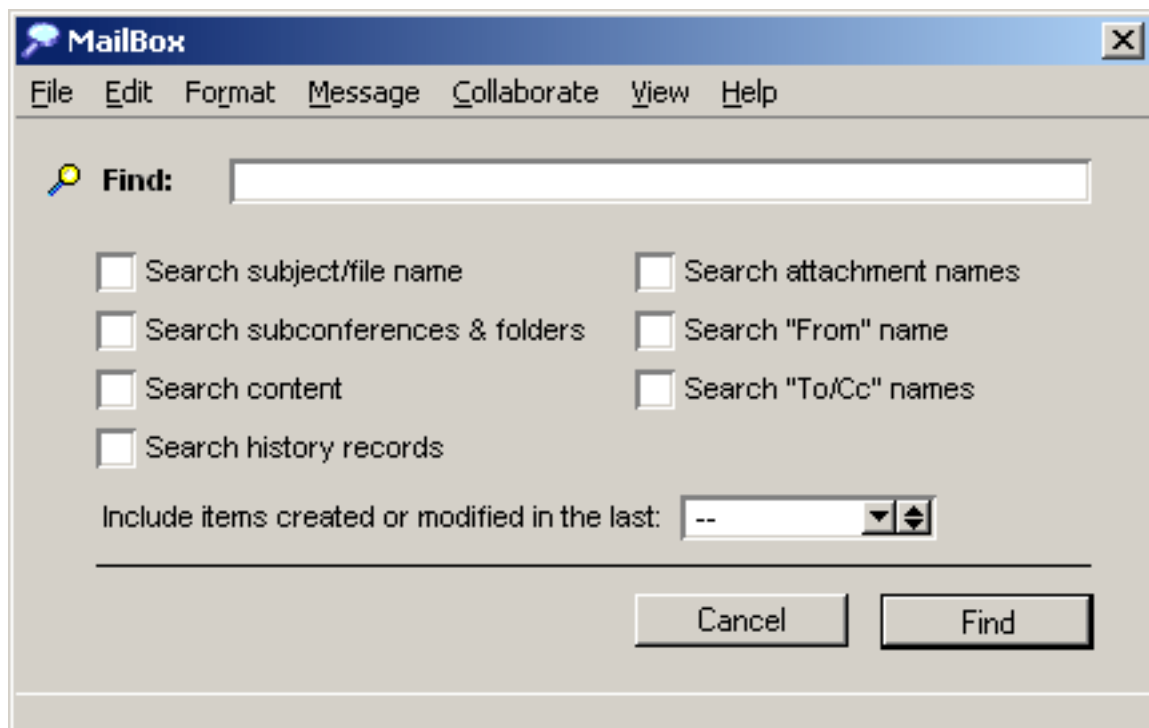 MailBox
File Edit Format Message Collaborate View Help
Find:
Search subject/file name
Search attachment names
Search subconferences & folders
Search "From" name
Search content
Search "To/Cc" names
Search history records
Include items created or modified in the last: --
Cancel Find